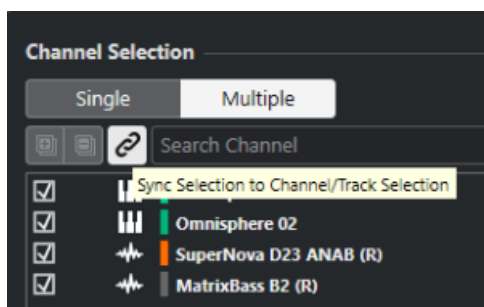 Channel Selection
Single Multiple
Search Channel
Sync Selection to Channel/Track Selection
Omnisphere 02
SuperNova D23 ANAB (R)
MatrixBass B2 (R)